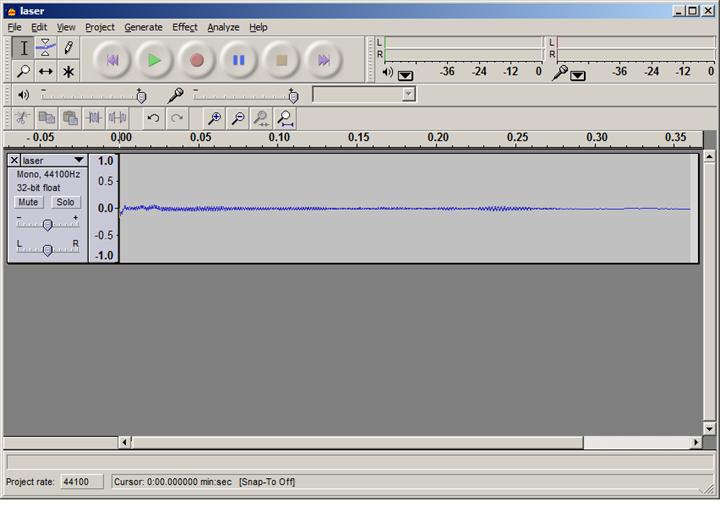 laser
File Edit View Project Generate Effect Analyze Help
L
R
-36 -24 -12 0
L
R
-36 -24 -12 0
- +
- +
- 0.05 0.00 0.05 0.10 0.15 0.20 0.25 0.30 0.35
laser
Mono, 44100Hz
32-bit float
Mute Solo
- +
L R
1.0
0.5
0.0
-0.5
-1.0
Project rate: 44100 Cursor: 0:00.000000 min:sec [Snap-To Off]